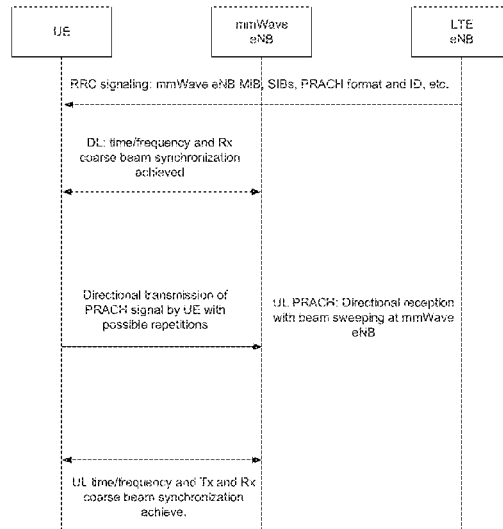 UE
mmWave
eNB
LTE
eNB
RRC signaling: mmWave eNB MIB, SIBs, PRACH format and ID, etc.
DL: time/frequency and Rx
coarse beam synchronization
achieved
Directional transmission of
PRACH signal by UE with
possible repetitions
UL PRACH: Directional reception
with beam sweeping at mmWave
eNB
UL time/frequency and Tx and Rx
coarse beam synchronization
achieve.